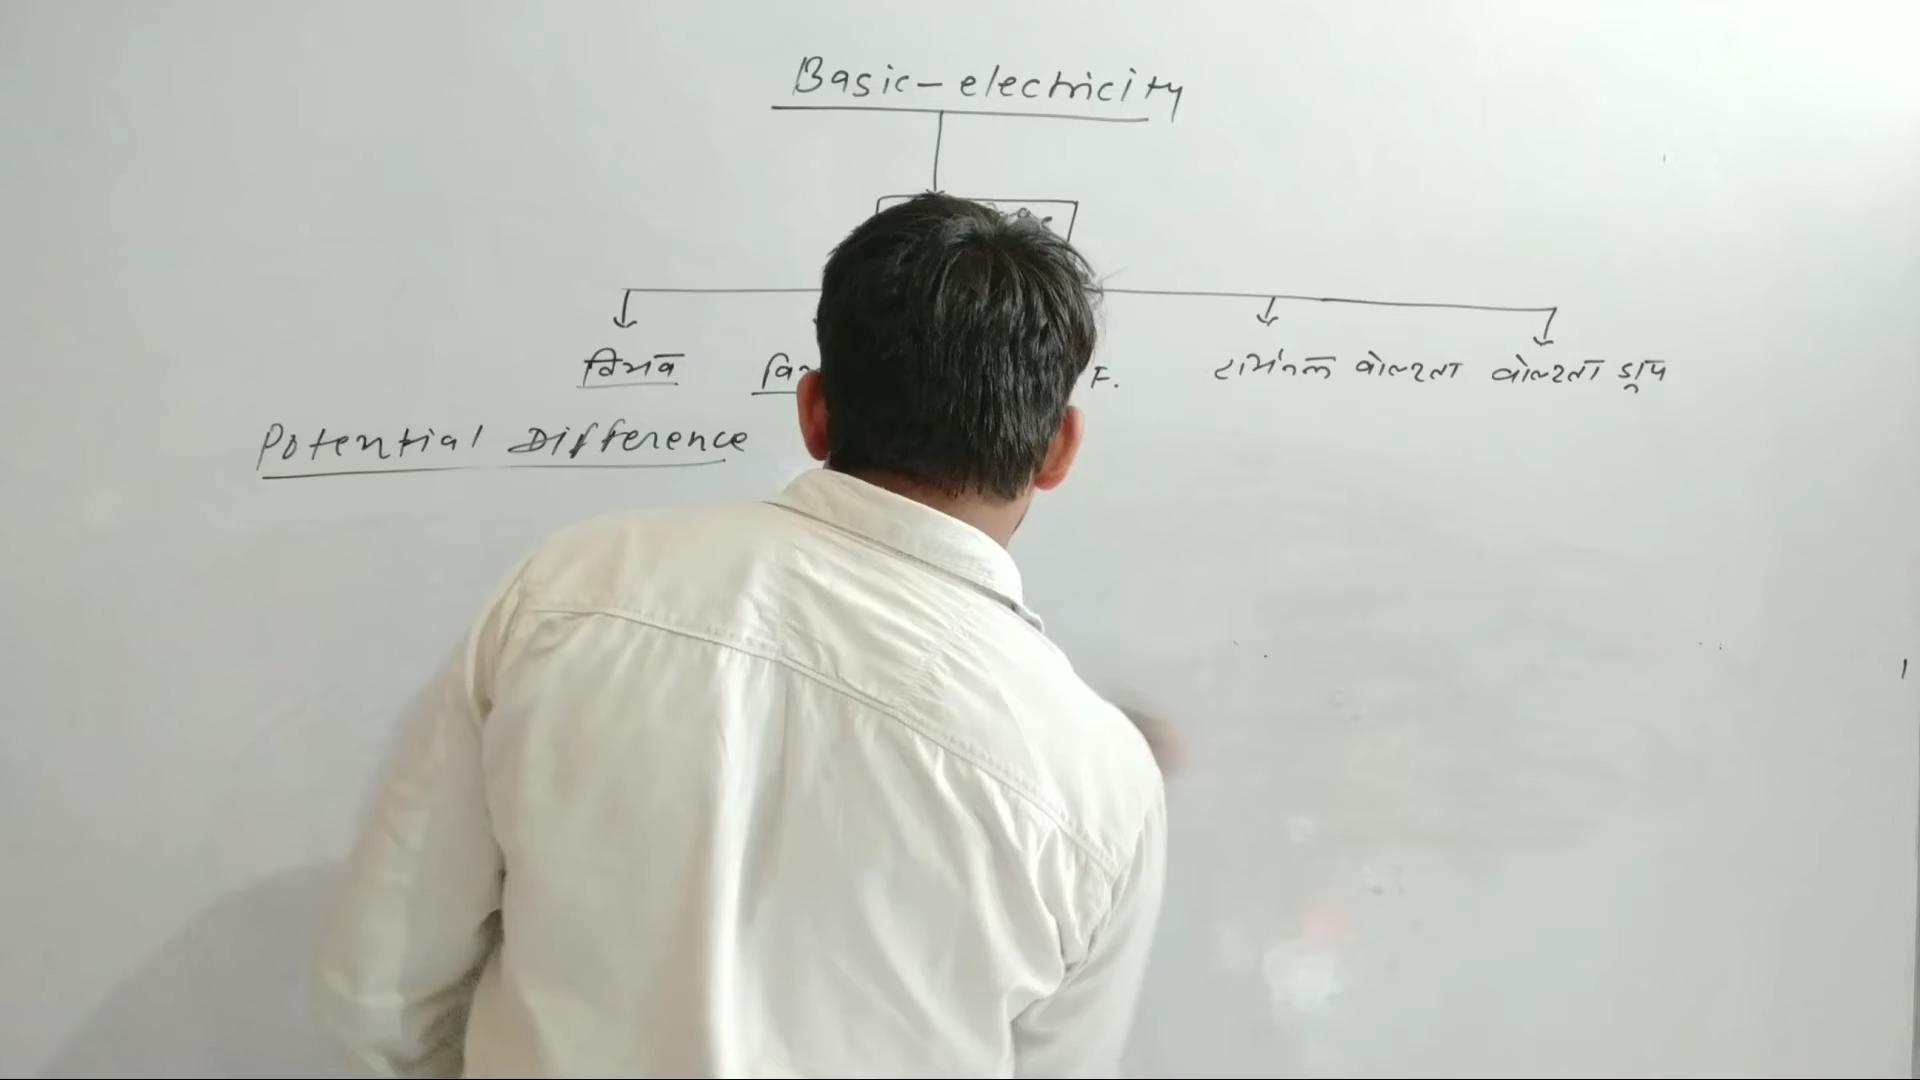 Basic-electricity
विभव वि F. टर्मिनल वोल्टता वोल्टता ड्राप
Potential Difference